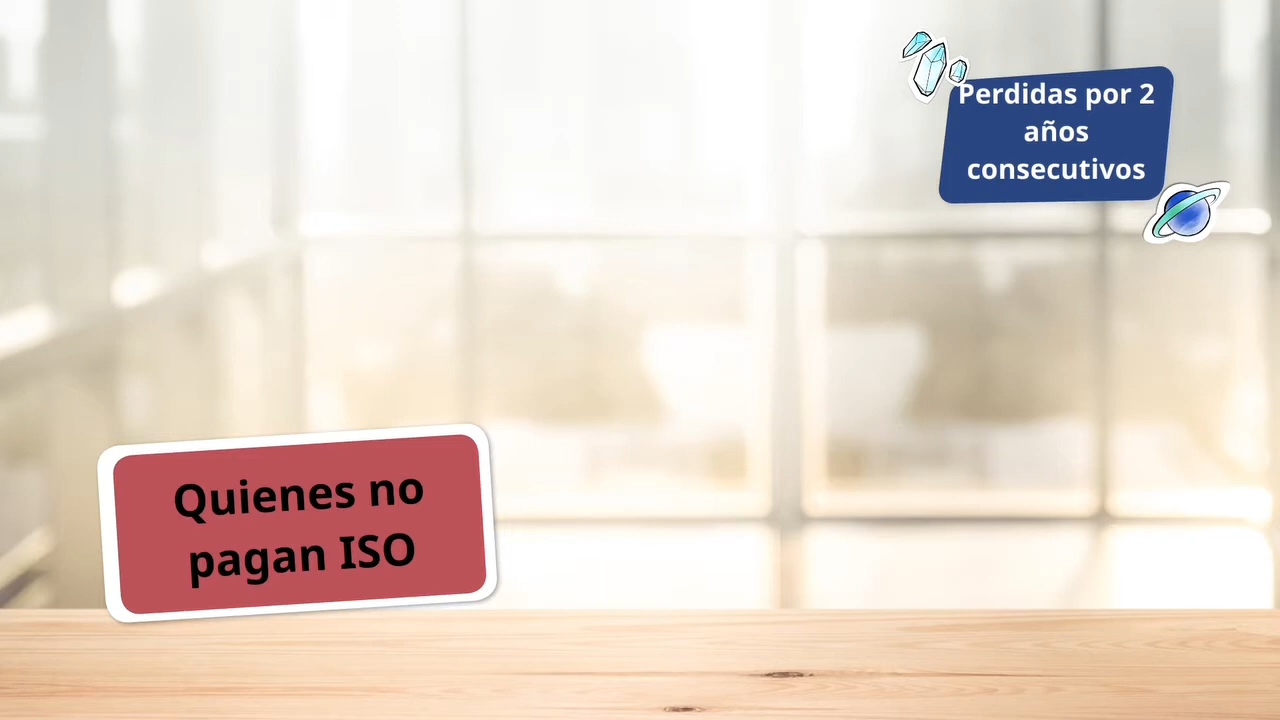 Perdidas por 2
años
consecutivos
Quienes no
pagan ISO